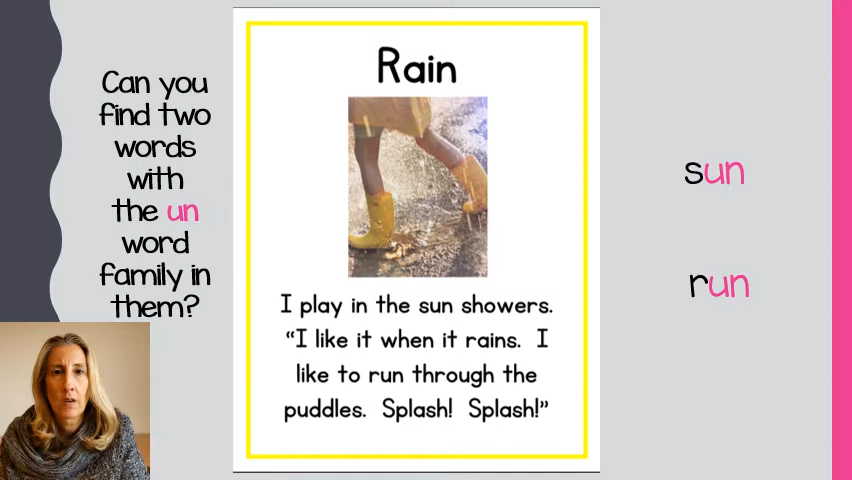 Can you
find two
words
with
the un
word
family in
them?
Rain
I play in the sun showers.
“I like it when it rains.  I
like to run through the
puddles.  Splash!  Splash!”
sun
run